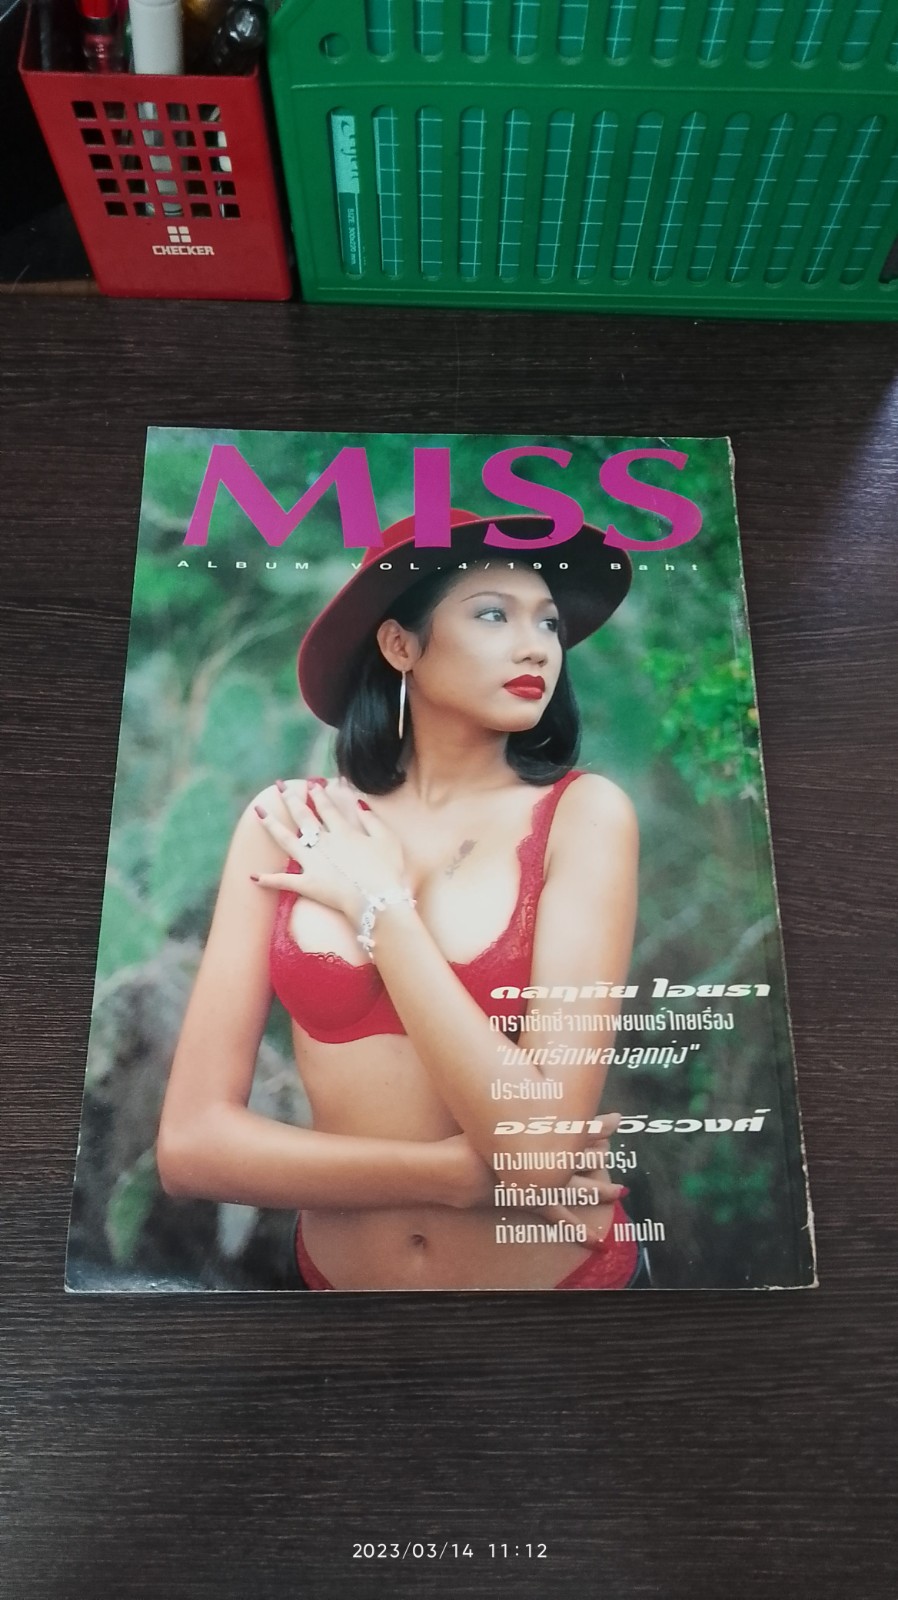 CHECKER
MISS
ALBUM VOL.4/190 Baht
ดลฤทัย ไอยรา
ดาราเซ็กซี่จากภาพยนตร์ไทยเรื่อง
"มนต์รักเพลงลูกทุ่ง"
ประชันกับ
อริยา วีรวงศ์
นางแบบสาวดาวรุ่ง
ที่กำลังมาแรง
ถ่ายภาพโดย : แทนไท
2023/03/14 11:12